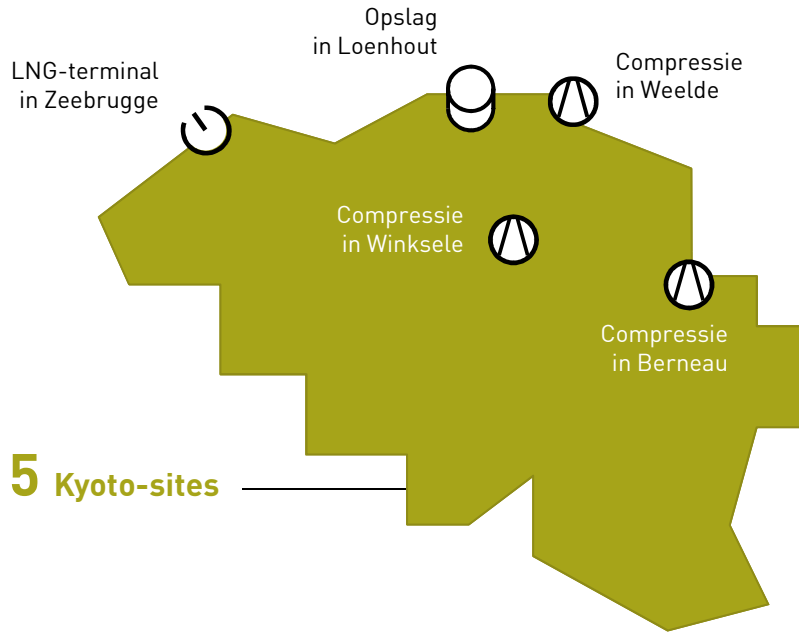 Opslag
in Loenhout
LNG-terminal
in Zeebrugge
Compressie
in Weelde
Compressie
in Winksele
Compressie
in Berneau
5 Kyoto-sites